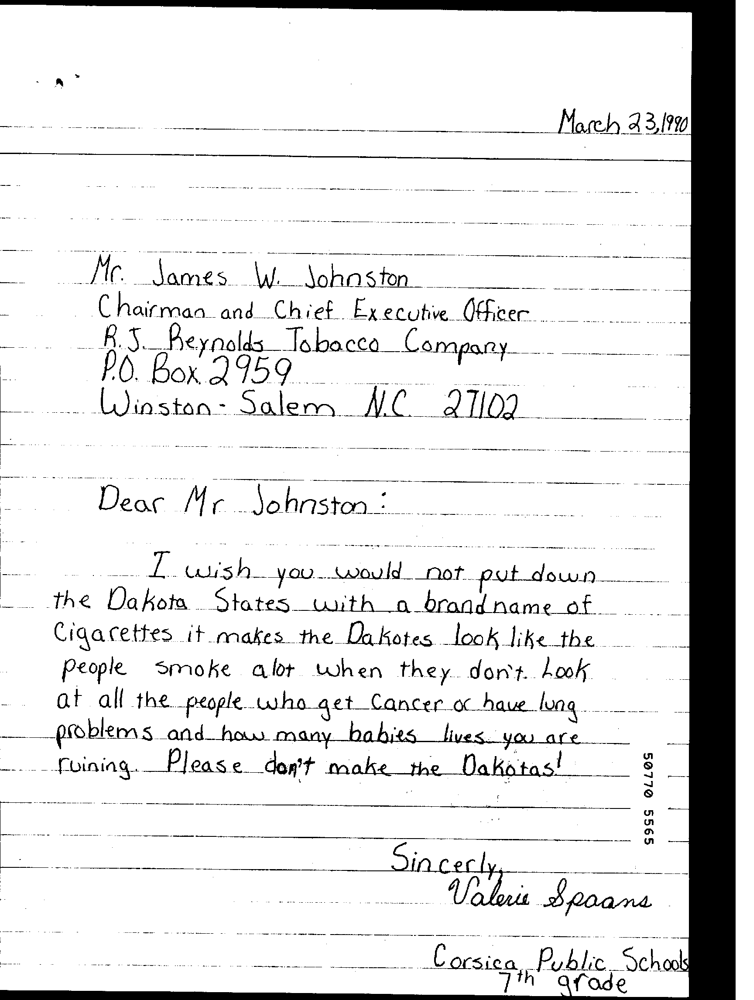 March 23, 1990
Mr. James W. Johnston
Chairman and Chief Executive Officer
R.J. Reynolds Tobacco Company
P.O. Box 2959
Winston-Salem N.C. 27102
Dear Mr Johnston:
I wish you would not put down
the Dakota States with a brand name of
Cigarettes it makes the Dakotes look like the
people smoke alot when they don't. Look
at all the people who get Cancer or have lung
problems and how many babies lives you are
ruining. Please don't make the Dakotas!
50770 5565
Sincerly,
Valerie Spaans
Corsica Public Schools
7th grade